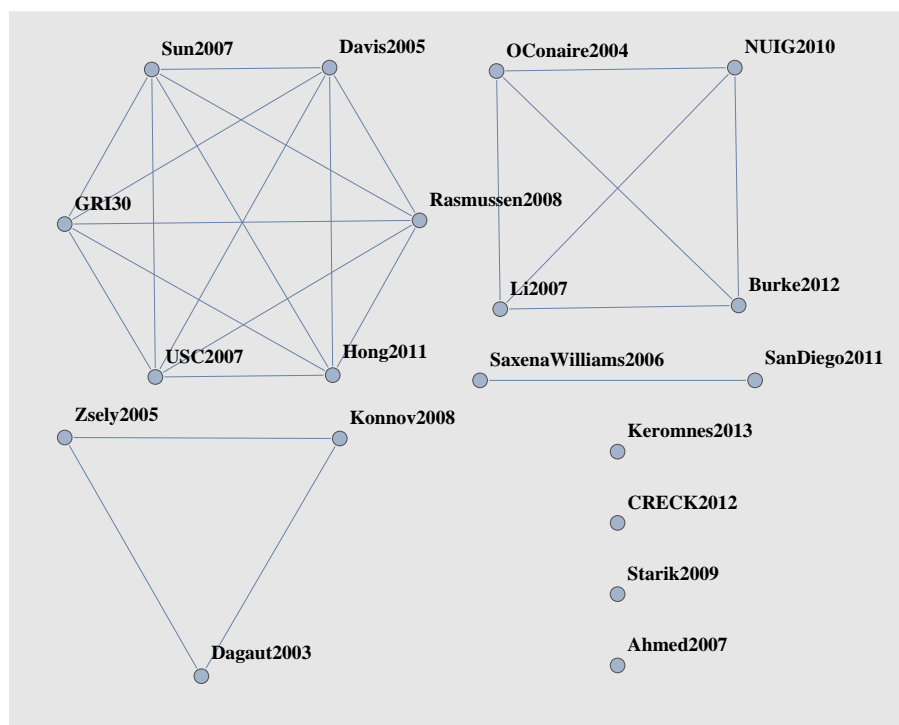 Sun2007
Davis2005
OConaire2004
NUIG2010
GRI30
Rasmussen2008
Li2007
Burke2012
USC2007
Hong2011
SaxenaWilliams2006
SanDiego2011
Zsely2005
Konnov2008
Keromnes2013
CRECK2012
Starik2009
Dagaut2003
Ahmed2007